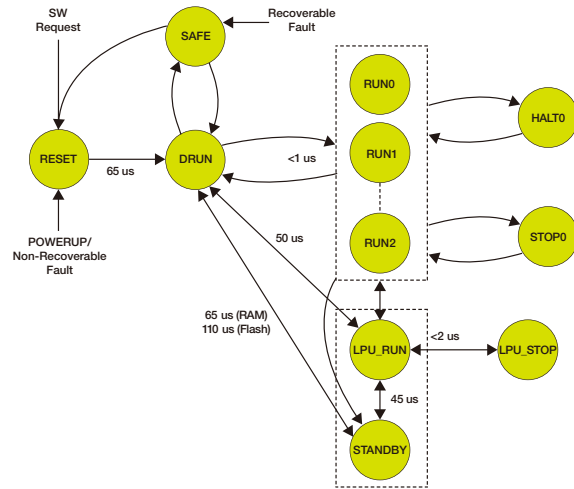 SW
Request
SAFE
Recoverable
Fault
RUN0
HALT0
RESET
65 us
DRUN
<1 us
RUN1
POWERUP/
Non-Recoverable
Fault
50 us
RUN2
STOP0
65 us (RAM)
110 us (Flash)
LPU_RUN
<2 us
LPU_STOP
45 us
STANDBY